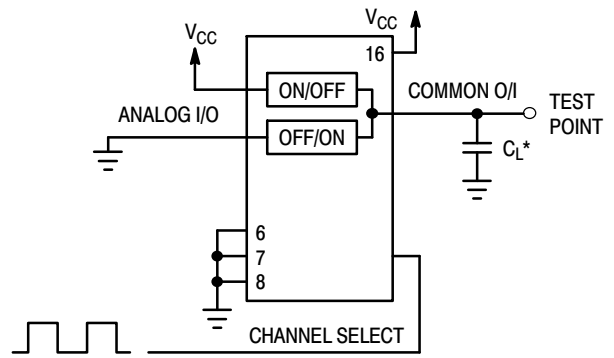 VCC
VCC
16
ON/OFF
COMMON O/I
ANALOG I/O
TEST
POINT
OFF/ON
CL*
6
7
8
CHANNEL SELECT